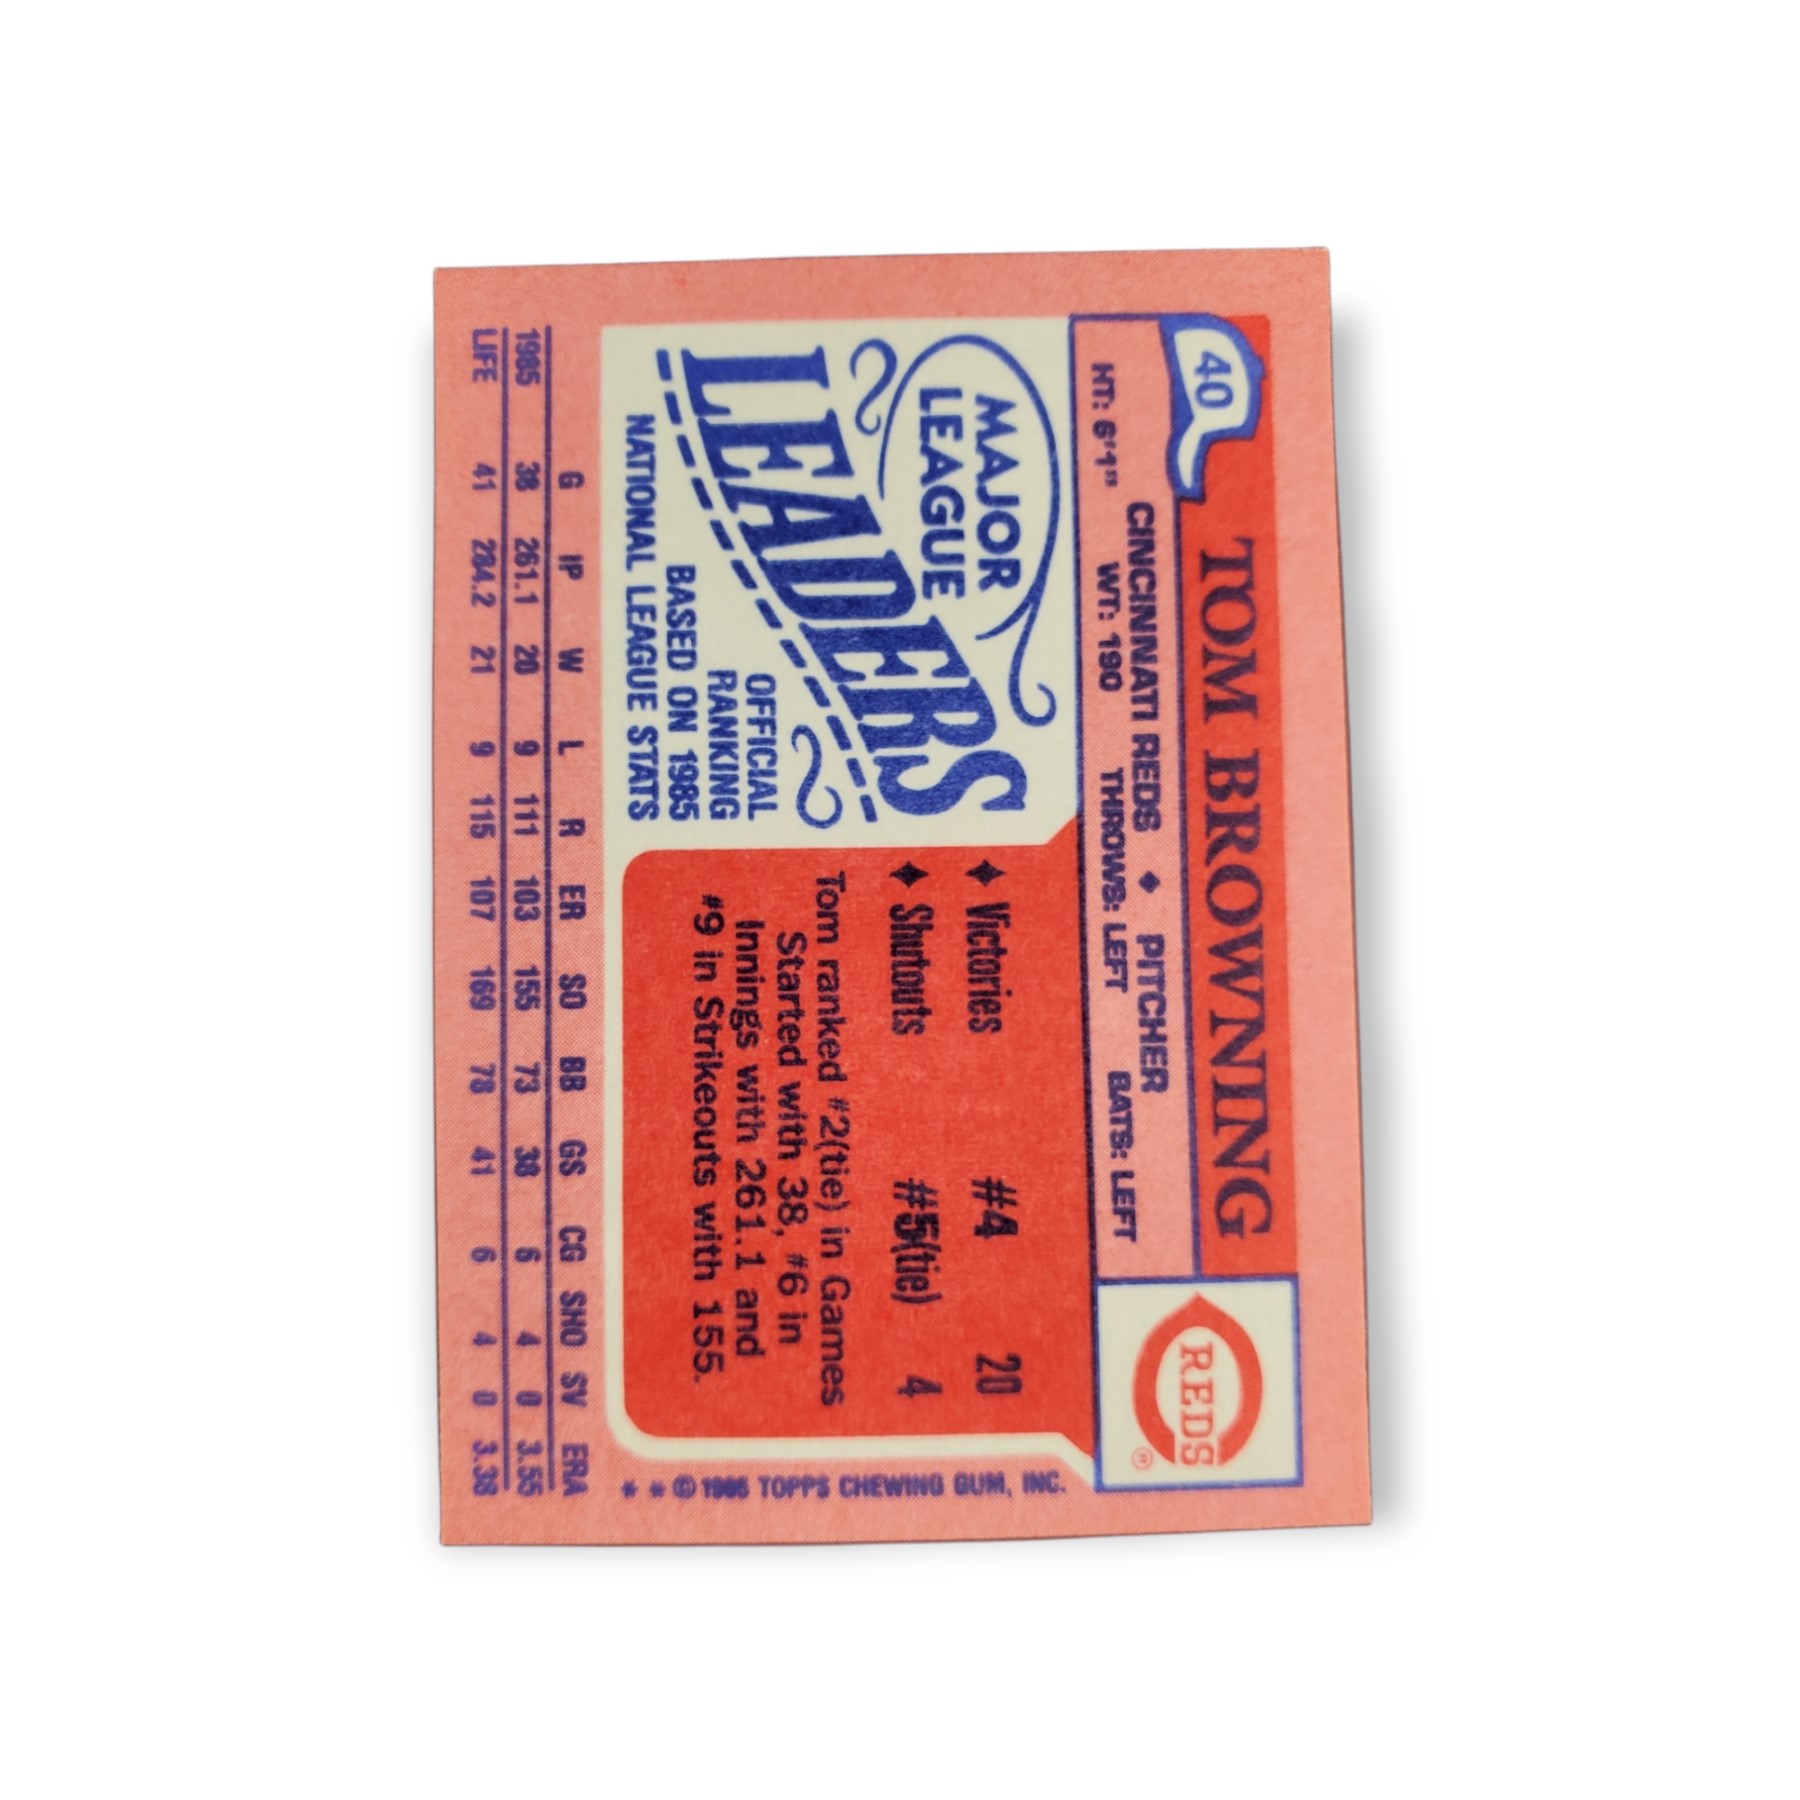 40
TOM BROWNING
CINCINNATI REDS ♦ PITCHER
HT: 6'1" WT: 190 THROWS: LEFT BATS: LEFT
REDS
®
MAJOR
LEAGUE
LEADERS
OFFICIAL
RANKING
BASED ON 1985
NATIONAL LEAGUE STATS
✦ Victories #4 20
✦ Shutouts #5(tie) 4
Tom ranked #2(tie) in Games
Started with 38, #6 in
Innings with 261.1 and
#9 in Strikeouts with 155.
* * © 1986 TOPPS CHEWING GUM, INC.
G IP W L R ER SO BB GS CG SHO SV ERA
1985 38 261.1 20 9 111 103 155 73 38 6 4 0 3.55
LIFE 41 284.2 21 9 115 107 169 78 41 6 4 0 3.38